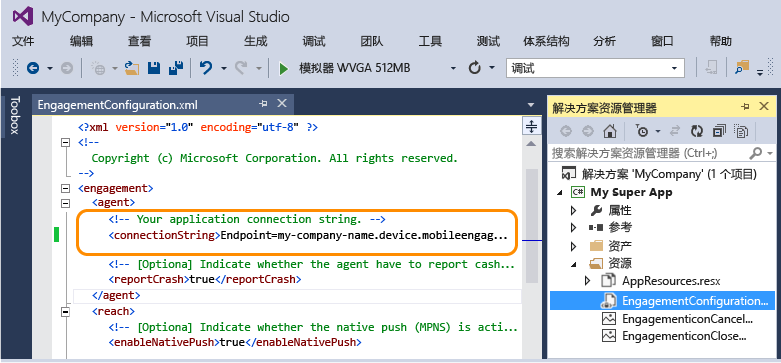 MyCompany - Microsoft Visual Studio
文件 编辑 查看 项目 生成 调试 团队 工具 测试 体系结构 分析 窗口 帮助
模拟器 WVGA 512MB 调试
Toobox
EngagementConfiguration.xml
<?xml version="1.0" encoding="utf-8" ?>
<!--
Copyright (c) Microsoft Corporation. All rights reserved.
-->
<engagement>
<agent>
<!-- Your application connection string. -->
<connectionString>Endpoint=my-company-name.device.mobileengag...
<!-- [Optiona] Indicate whether the agent have to report cash...
<reportCrash>true</reportCrash>
</agent>
<reach>
<!-- [Optiona] Indicate whether the native push (MPNS) is acti...
<enableNativePush>true</enableNativePush>
解决方案资源管理器
搜索解决方案资源管理器 (Ctrl+;)
解决方案 'MyCompany' (1 个项目)
C# My Super App
属性
参考
资产
资源
AppResources.resx
EngagementConfiguration...
EngagementiconCancel...
EngagementiconClose...